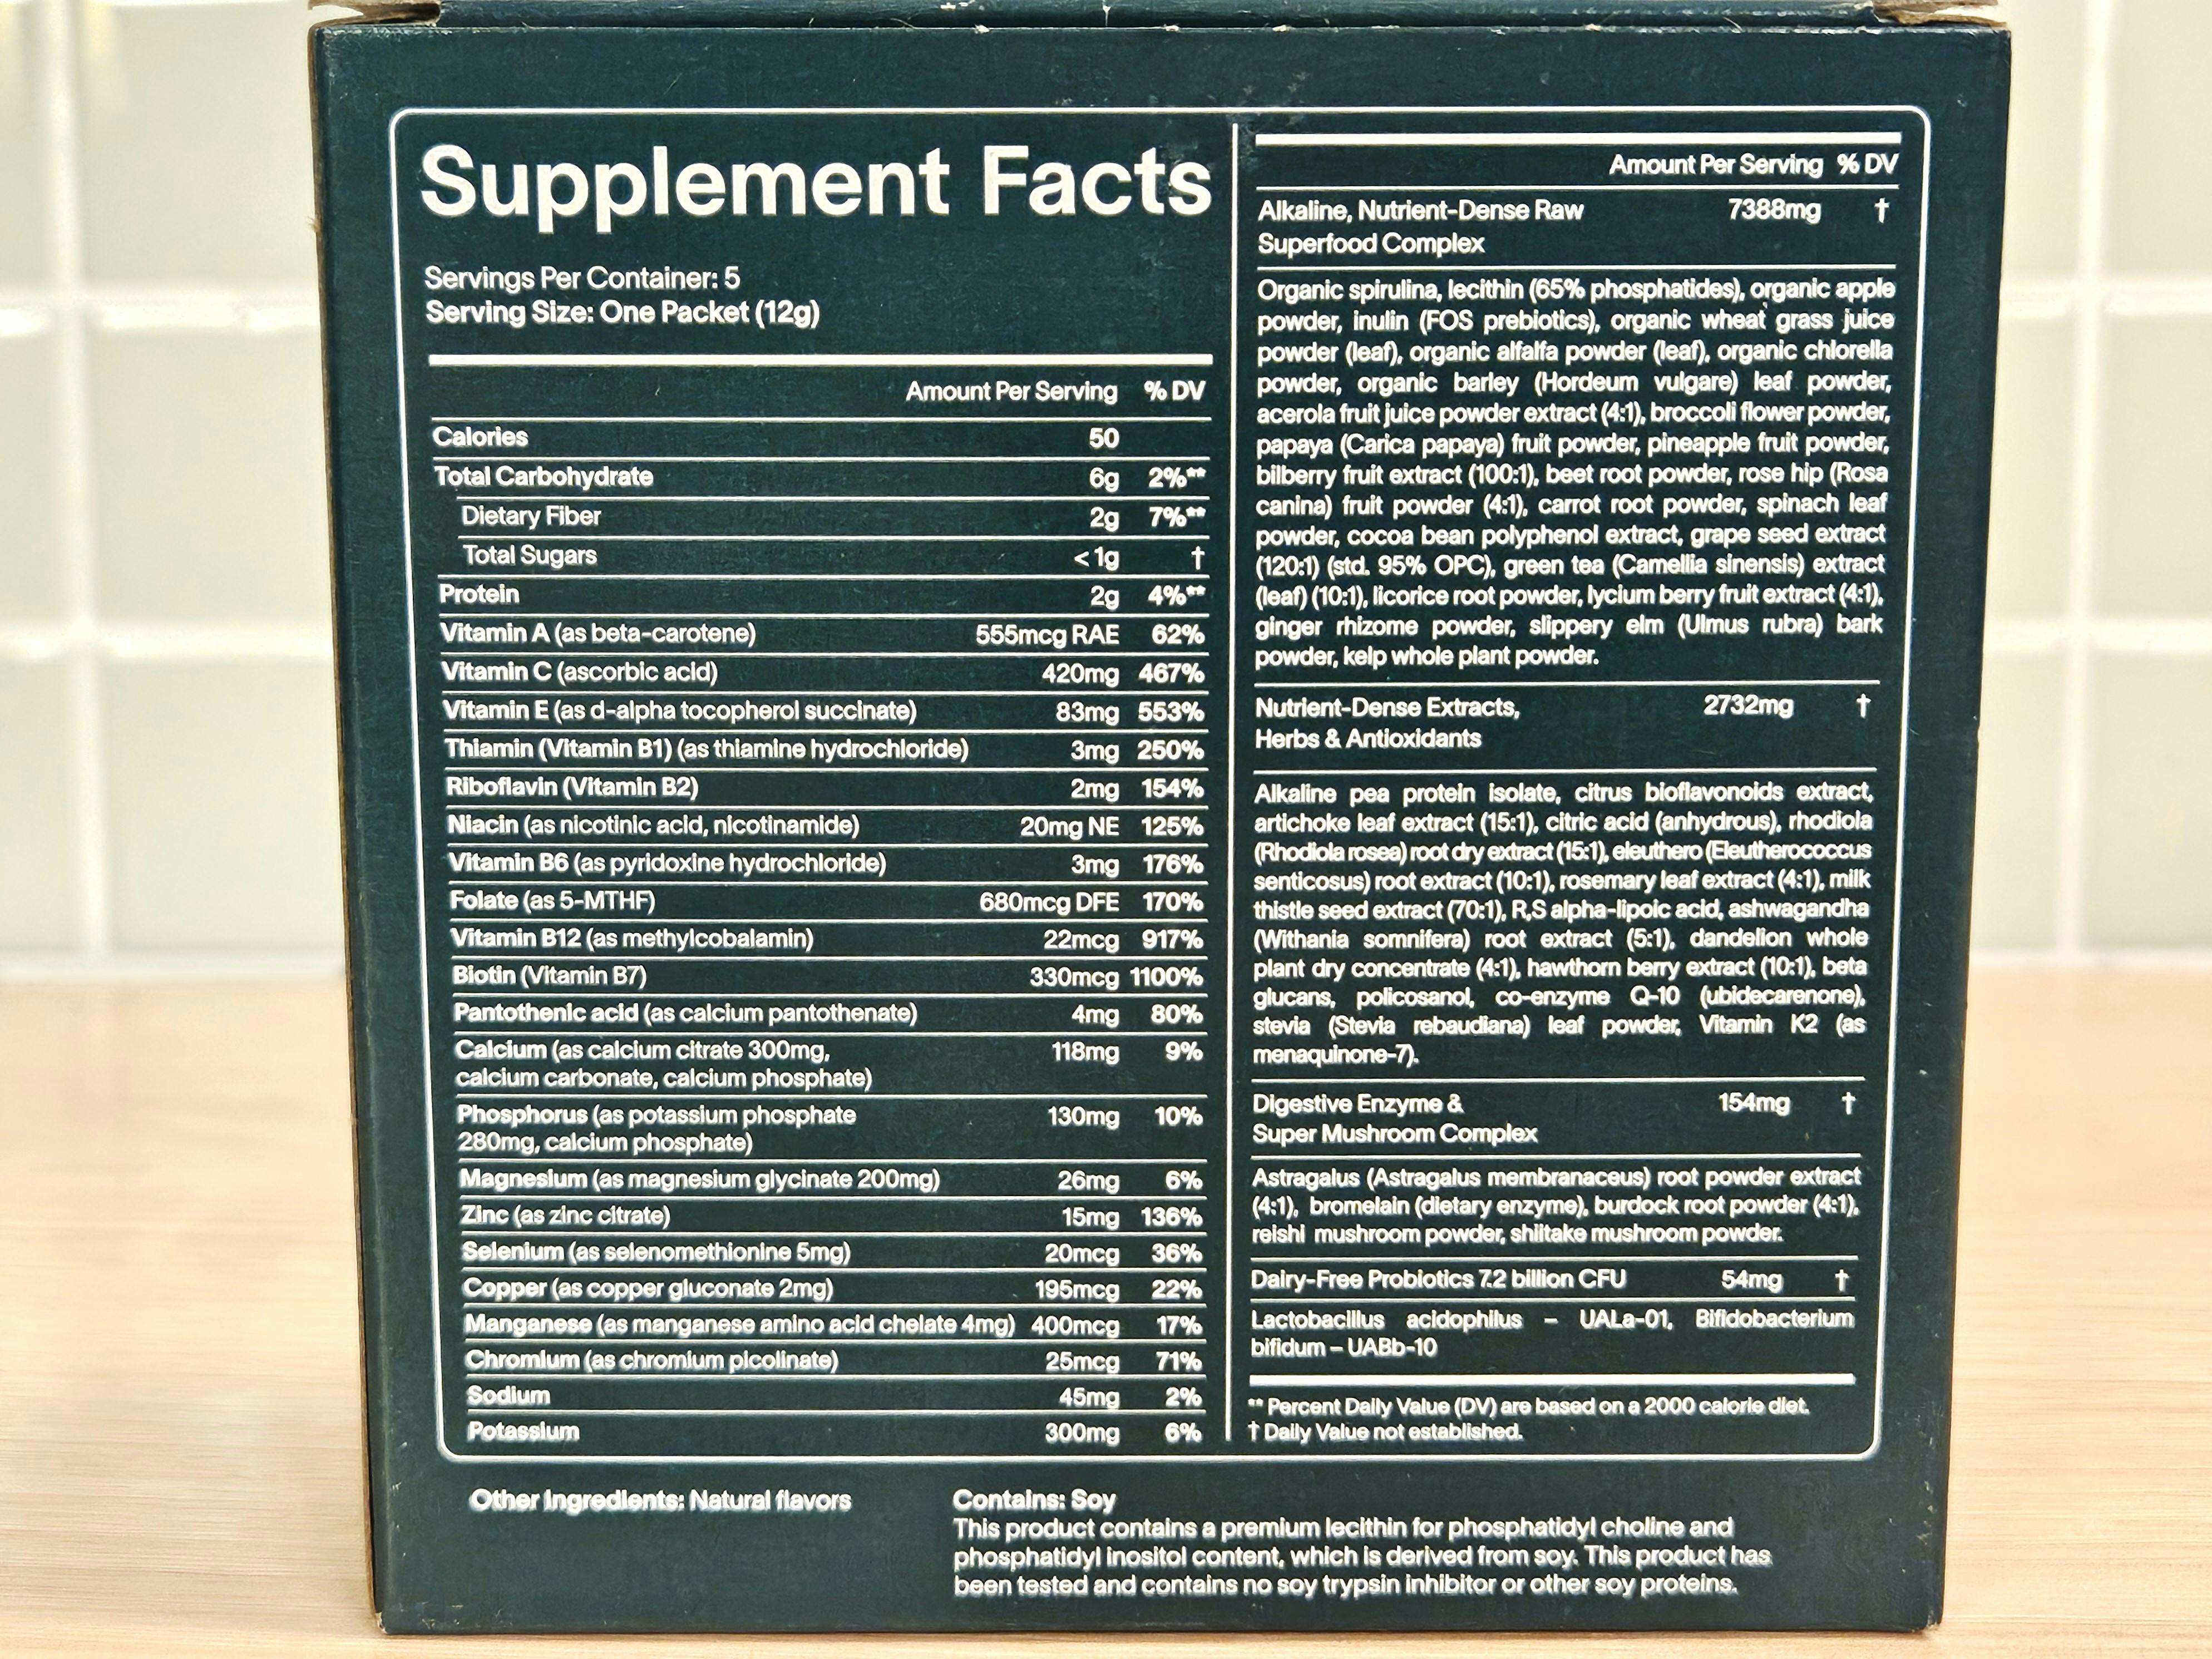 Supplement Facts
Servings Per Container: 5
Serving Size: One Packet (12g)
Amount Per Serving % DV
Calories 50
Total Carbohydrate 6g 2%**
Dietary Fiber 2g 7%**
Total Sugars <1g †
Protein 2g 4%**
Vitamin A (as beta-carotene) 555mcg RAE 62%
Vitamin C (ascorbic acid) 420mg 467%
Vitamin E (as d-alpha tocopherol succinate) 83mg 553%
Thiamin (Vitamin B1) (as thiamine hydrochloride) 3mg 250%
Riboflavin (Vitamin B2) 2mg 154%
Niacin (as nicotinic acid, nicotinamide) 20mg NE 125%
Vitamin B6 (as pyridoxine hydrochloride) 3mg 176%
Folate (as 5-MTHF) 680mcg DFE 170%
Vitamin B12 (as methylcobalamin) 22mcg 917%
Biotin (Vitamin B7) 330mcg 1100%
Pantothenic acid (as calcium pantothenate) 4mg 80%
Calcium (as calcium citrate 300mg, 118mg 9%
calcium carbonate, calcium phosphate)
Phosphorus (as potassium phosphate 130mg 10%
280mg, calcium phosphate)
Magnesium (as magnesium glycinate 200mg) 26mg 6%
Zinc (as zinc citrate) 15mg 136%
Selenium (as selenomethionine 5mg) 20mcg 36%
Copper (as copper gluconate 2mg) 195mcg 22%
Manganese (as manganese amino acid chelate 4mg) 400mcg 17%
Chromium (as chromium picolinate) 25mcg 71%
Sodium 45mg 2%
Potassium 300mg 6%
Amount Per Serving % DV
Alkaline, Nutrient-Dense Raw 7388mg †
Superfood Complex
Organic spirulina, lecithin (65% phosphatides), organic apple
powder, inulin (FOS prebiotics), organic wheat grass juice
powder (leaf), organic alfalfa powder (leaf), organic chlorella
powder, organic barley (Hordeum vulgare) leaf powder,
acerola fruit juice powder extract (4:1), broccoli flower powder,
papaya (Carica papaya) fruit powder, pineapple fruit powder,
bilberry fruit extract (100:1), beet root powder, rose hip (Rosa
canina) fruit powder (4:1), carrot root powder, spinach leaf
powder, cocoa bean polyphenol extract, grape seed extract
(120:1) (std. 95% OPC), green tea (Camellia sinensis) extract
(leaf) (10:1), licorice root powder, lycium berry fruit extract (4:1),
ginger rhizome powder, slippery elm (Ulmus rubra) bark
powder, kelp whole plant powder.
Nutrient-Dense Extracts, 2732mg †
Herbs & Antioxidants
Alkaline pea protein isolate, citrus bioflavonoids extract,
artichoke leaf extract (15:1), citric acid (anhydrous), rhodiola
(Rhodiola rosea) root dry extract (15:1), eleuthero (Eleutherococcus
senticosus) root extract (10:1), rosemary leaf extract (4:1), milk
thistle seed extract (70:1), R,S alpha-lipoic acid, ashwagandha
(Withania somnifera) root extract (5:1), dandelion whole
plant dry concentrate (4:1), hawthorn berry extract (10:1), beta
glucans, policosanol, co-enzyme Q-10 (ubidecarenone),
stevia (Stevia rebaudiana) leaf powder, Vitamin K2 (as
menaquinone-7).
Digestive Enzyme & 154mg †
Super Mushroom Complex
Astragalus (Astragalus membranaceus) root powder extract
(4:1), bromelain (dietary enzyme), burdock root powder (4:1),
reishi mushroom powder, shiitake mushroom powder.
Dairy-Free Probiotics 7.2 billion CFU 54mg †
Lactobacillus acidophilus – UALa-01, Bifidobacterium
bifidum – UABb-10
** Percent Daily Value (DV) are based on a 2000 calorie diet.
† Daily Value not established.
Other Ingredients: Natural flavors
Contains: Soy
This product contains a premium lecithin for phosphatidyl choline and
phosphatidyl inositol content, which is derived from soy. This product has
been tested and contains no soy trypsin inhibitor or other soy proteins.